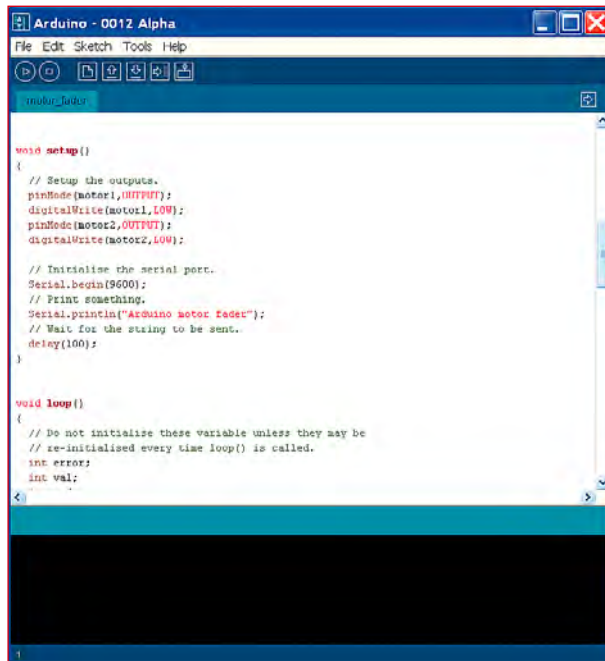 Arduino - 0012 Alpha
File Edit Sketch Tools Help
motor_fader
void setup()
{
// Setup the outputs.
pinMode(motor1,OUTPUT);
digitalWrite(motor1,LOW);
pinMode(motor2,OUTPUT);
digitalWrite(motor2,LOW);
// Initialise the serial port.
Serial.begin(9600);
// Print something.
Serial.println("Arduino motor fader");
// Wait for the string to be sent.
delay(100);
}
void loop()
{
// Do not initialise these variable unless they may be
// re-initialised every time loop() is called.
int error;
int val;
1